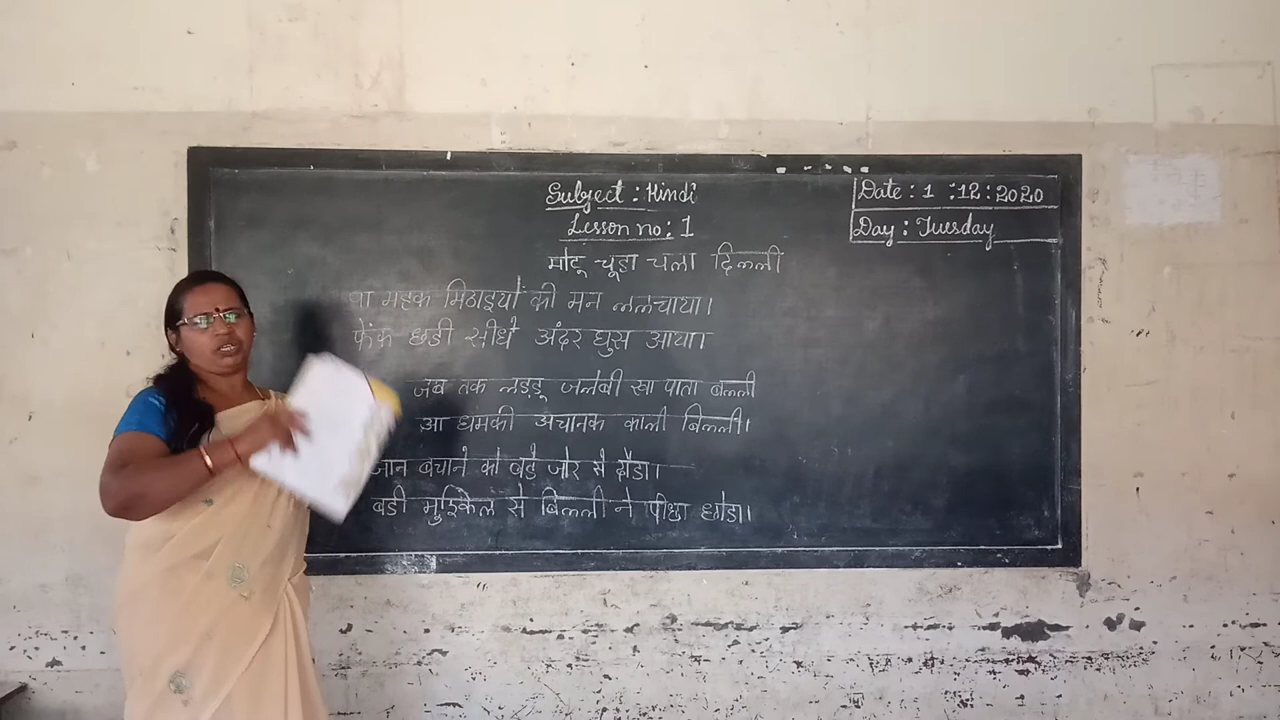 Subject : Hindi
Lesson no : 1
Date : 1 : 12 : 2020
Day : Tuesday
मोटू चूहा चला दिल्ली
पा महक मिठाइयों की मन ललचाया।
फेंक छडी सीधे अंदर घुस आया।
जब तक लड्डू जलेबी खा पाता बल्ली
आ धमकी अचानक काली बिल्ली।
जान बचाने को बड़े जोर से दौडा।
बडी मुश्किल से बिल्ली ने पीछा छोडा।